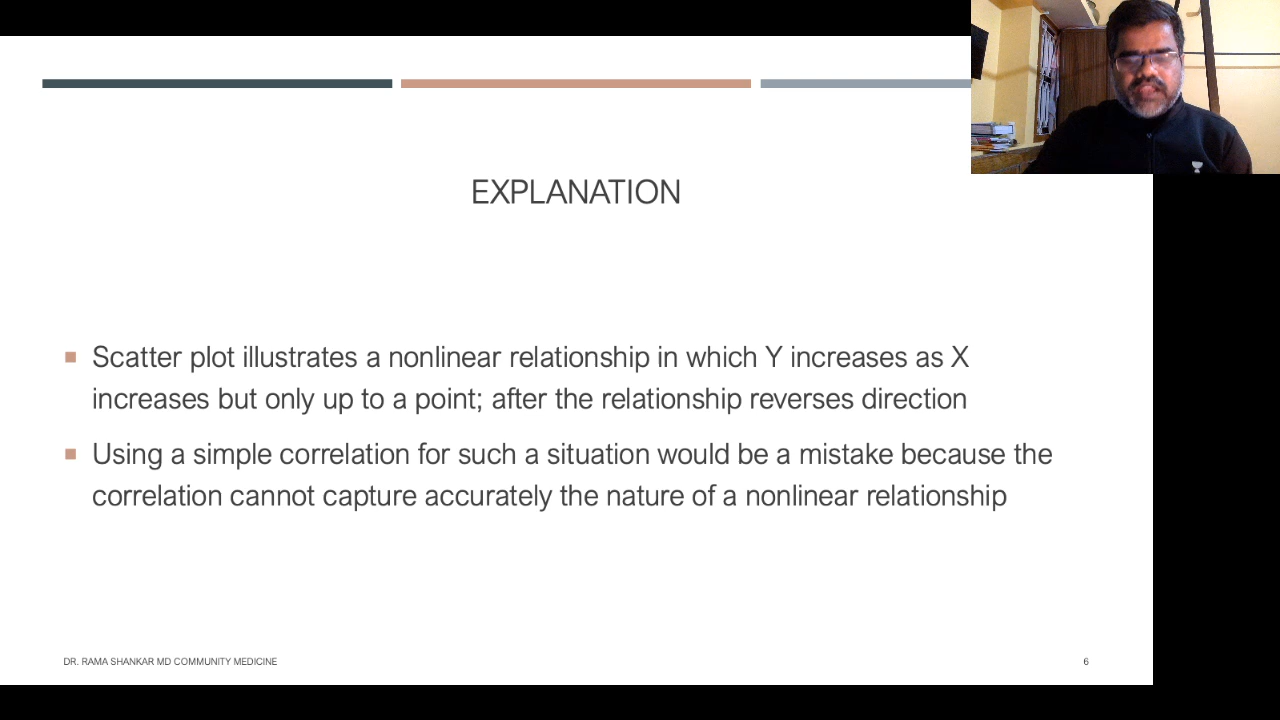 EXPLANATION
Scatter plot illustrates a nonlinear relationship in which Y increases as X
increases but only up to a point; after the relationship reverses direction
Using a simple correlation for such a situation would be a mistake because the
correlation cannot capture accurately the nature of a nonlinear relationship
DR. RAMA SHANKAR MD COMMUNITY MEDICINE
6